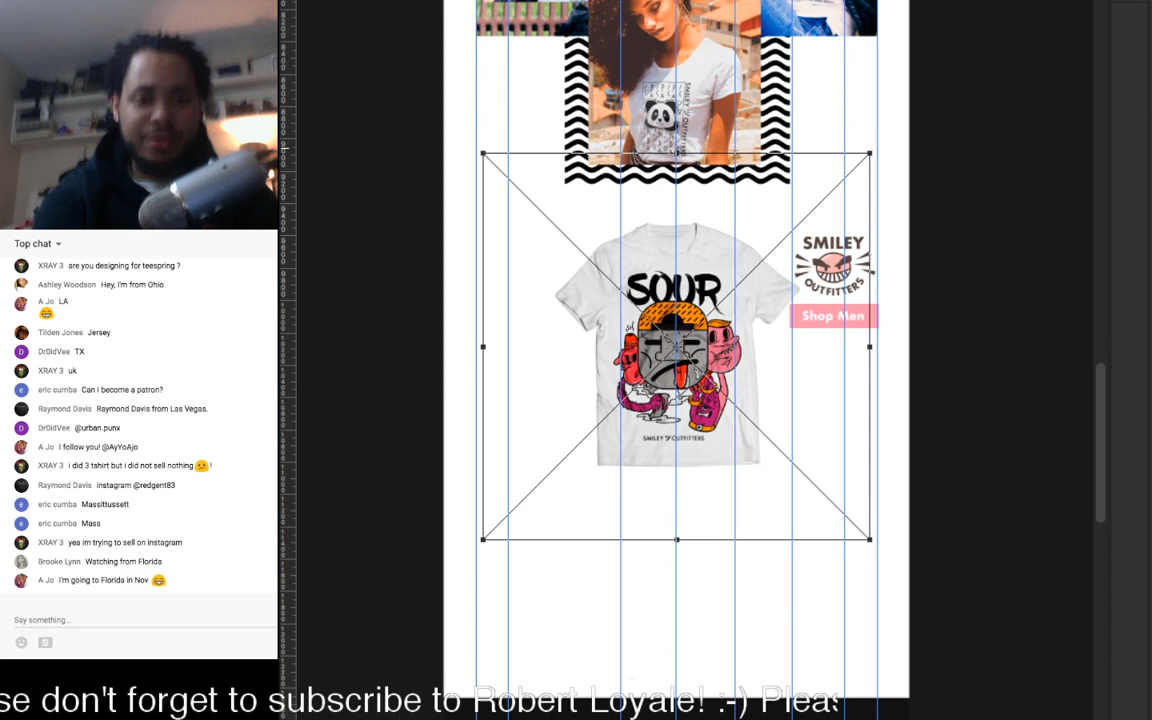 Top chat
XRAY 3 are you designing for teespring ?
Ashley Woodson Hey, I'm from Ohio
A Jo LA
Tilden Jones Jersey
D Dr0idVee TX
XRAY 3 uk
e eric cumba Can I become a patron?
Raymond Davis Raymond Davis from Las Vegas.
D Dr0idVee @urban.punx
A Jo I follow you! @AyYoAjo
XRAY 3 i did 3 tshirt but i did not sell nothing !
Raymond Davis instagram @redgent83
e eric cumba Massittussett
e eric cumba Mass
XRAY 3 yea im trying to sell on instagram
Brooke Lynn Watching from Florida
A Jo I'm going to Florida in Nov
Say something...
SMILEY OUTFITTERS
SOUR
SMILEY OUTFITTERS
SMILEY
OUTFITTERS
Shop Men
se don't forget to subscribe to Robert Loyale! :-) Pleas